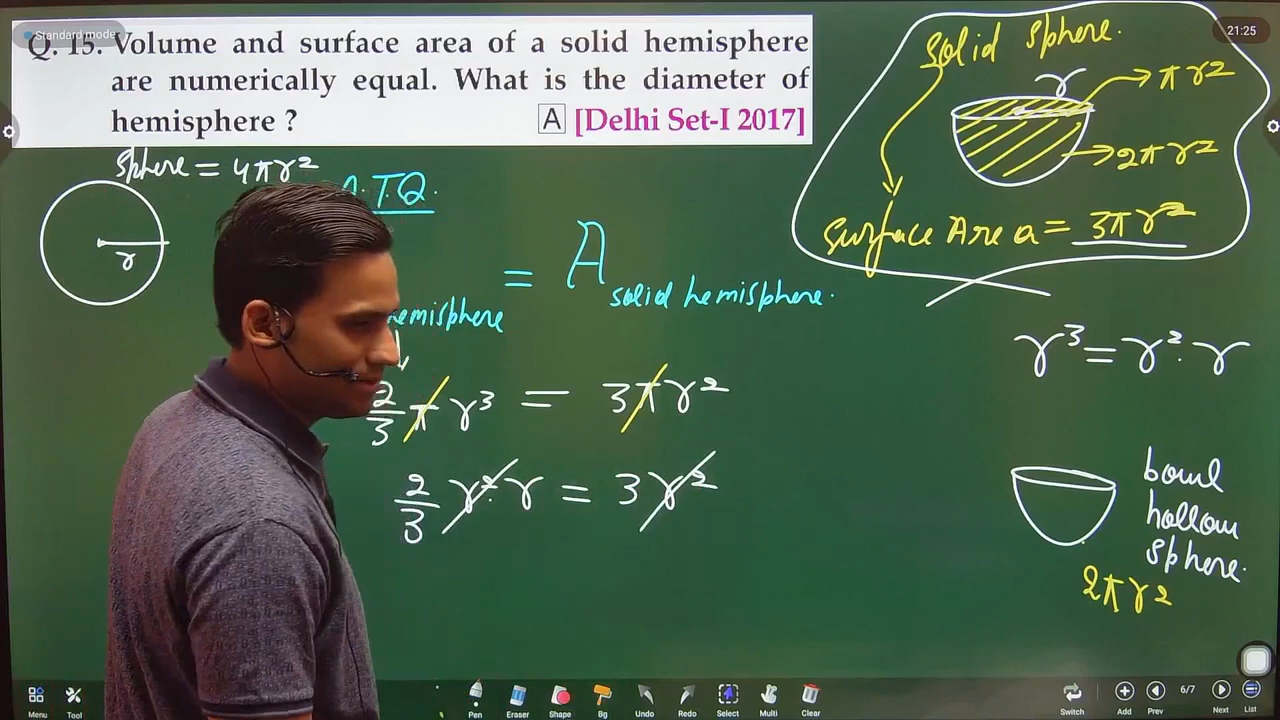 Standard mode
21:25
Q. 15. Volume and surface area of a solid hemisphere
are numerically equal. What is the diameter of
hemisphere ?
A [Delhi Set-I 2017]
Solid Sphere.
r
πr²
2πr²
Surface Area = 3πr²
Sphere = 4πr²
r
A.T.Q.
= A solid hemisphere.
hemisphere
2/3 π r³ = 3πr²
2/3 r². r = 3 r²
r³ = r². r
bowl
hollow
Sphere.
2πr²
Menu
Tool
Pen
Eraser
Shape
Bg
Undo
Redo
Select
Multi
Clear
Switch
Add
Prev
6/7
Next
List